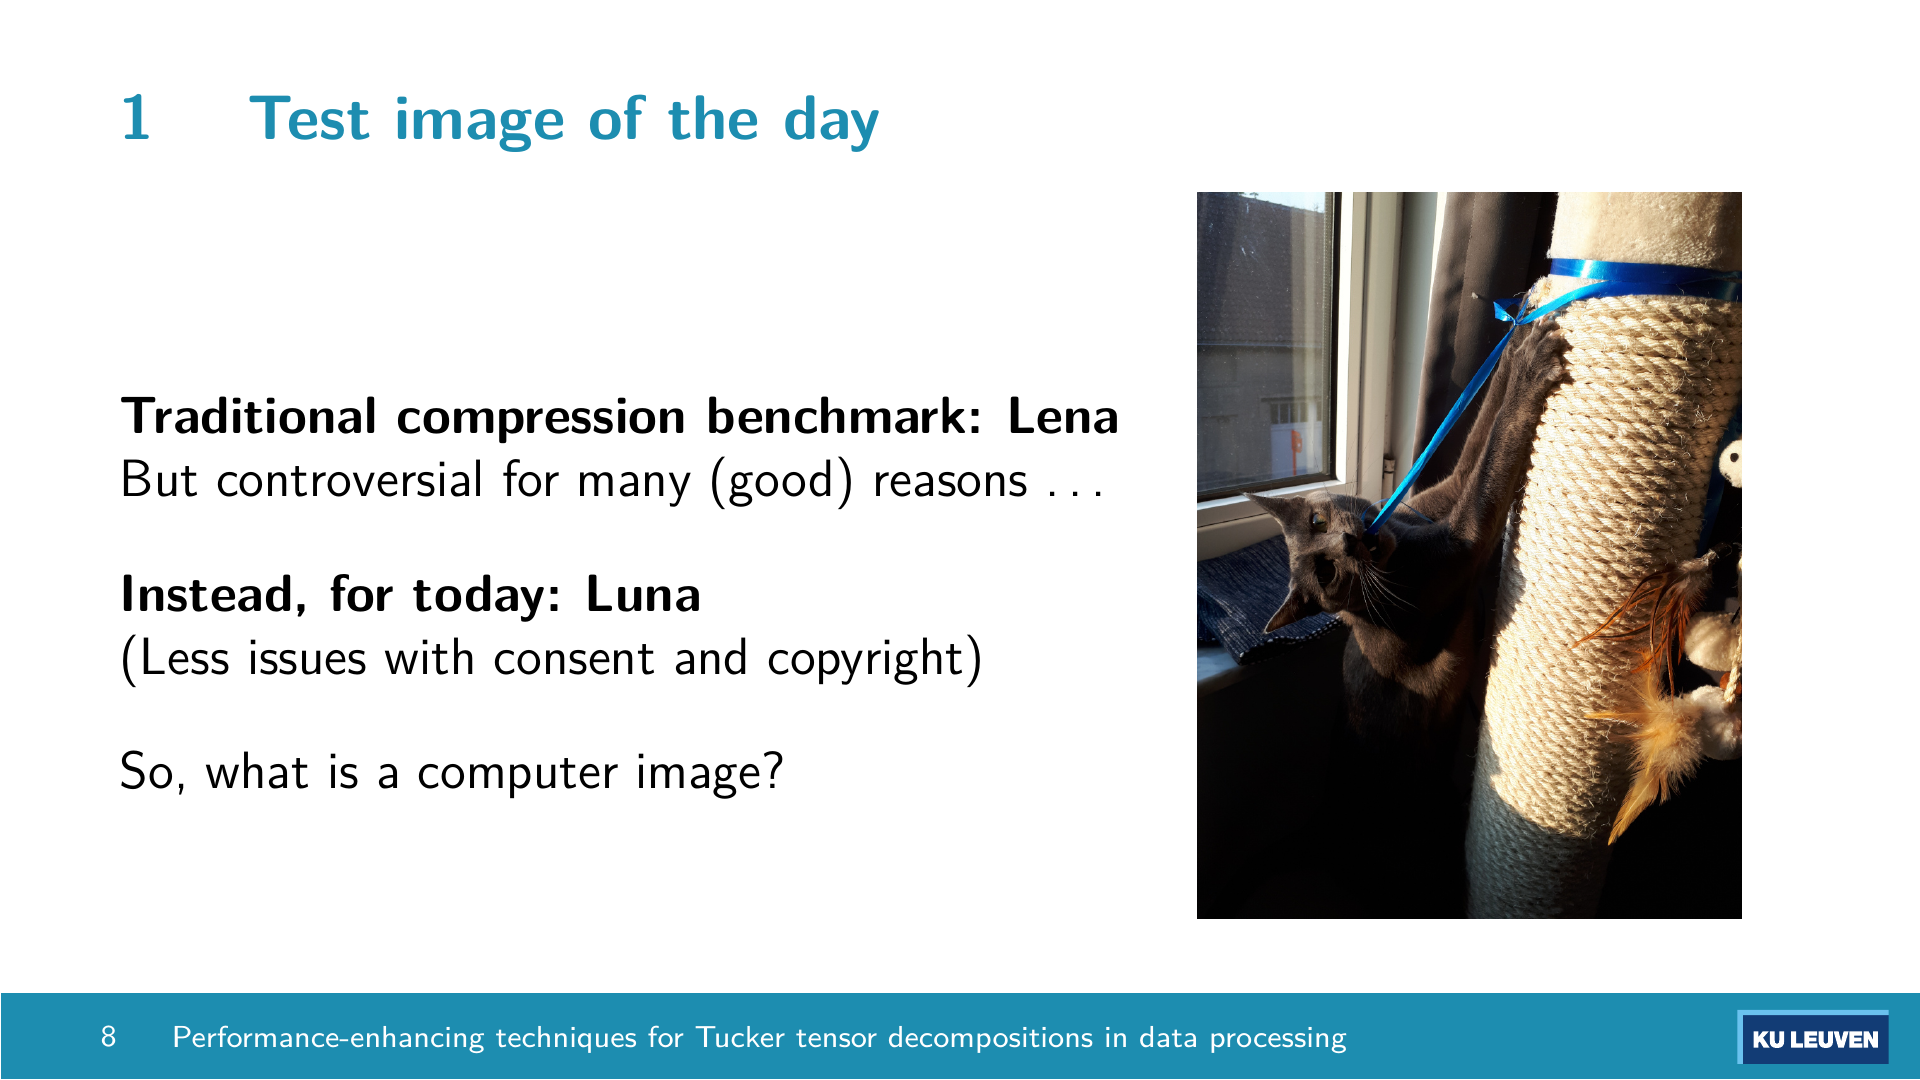 1 Test image of the day
Traditional compression benchmark: Lena
But controversial for many (good) reasons . . .
Instead, for today: Luna
(Less issues with consent and copyright)
So, what is a computer image?
8 Performance-enhancing techniques for Tucker tensor decompositions in data processing
KU LEUVEN